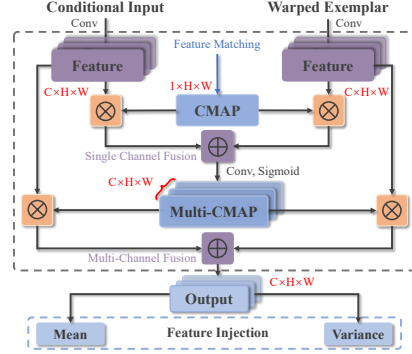 Conditional Input
Warped Exemplar
Conv
Conv
Feature Matching
Feature
Feature
C×H×W
1×H×W
C×H×W
CMAP
Single Channel Fusion
Conv, Sigmoid
C×H×W
Multi-CMAP
Multi-Channel Fusion
C×H×W
Output
Mean
Feature Injection
Variance